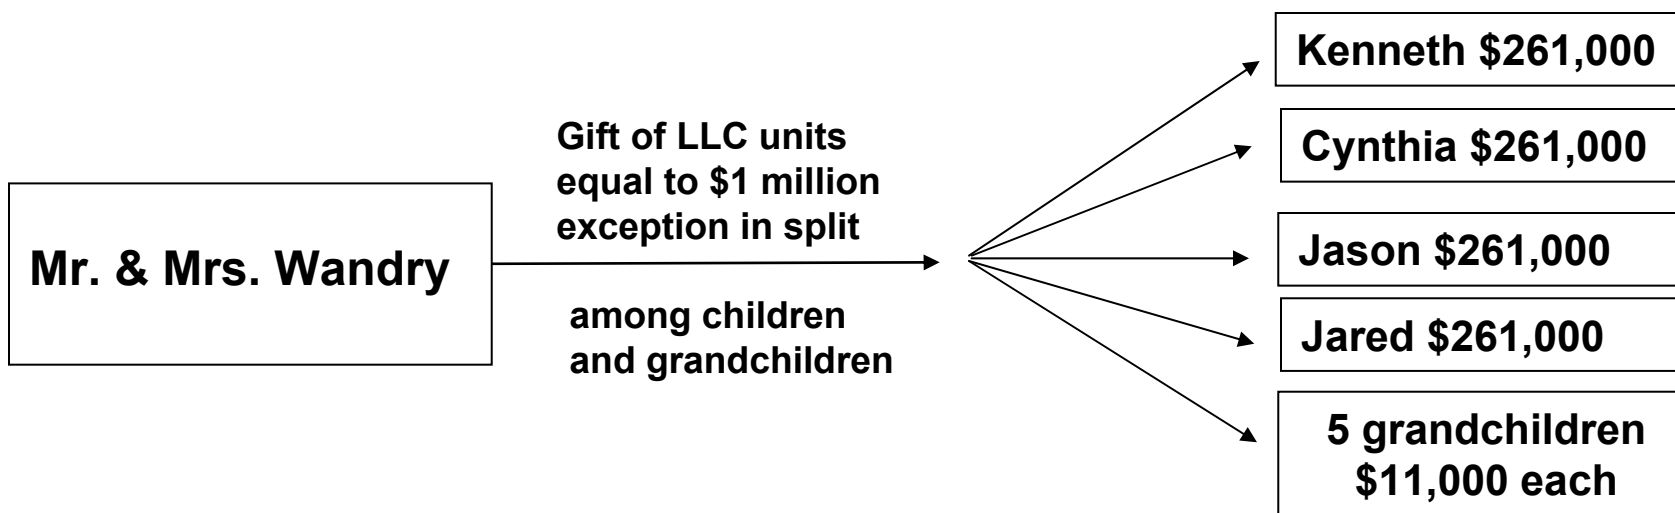 Mr. & Mrs. Wandry
Gift of LLC units
equal to $1 million
exception in split
among children
and grandchildren
Kenneth $261,000
Cynthia $261,000
Jason $261,000
Jared $261,000
5 grandchildren
$11,000 each